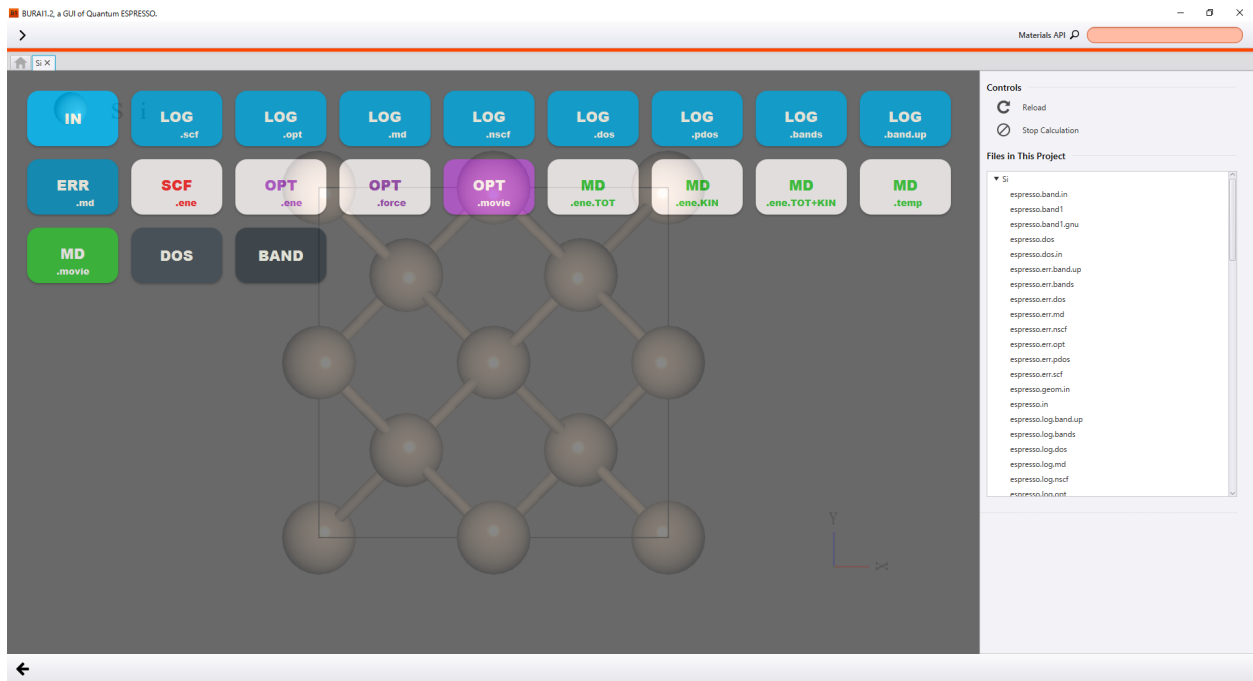 BURAI1.2, a GUI of Quantum ESPRESSO.
Materials API
Si
Si
IN
LOG
.scf
LOG
.opt
LOG
.md
LOG
.nscf
LOG
.dos
LOG
.pdos
LOG
.bands
LOG
.band.up
ERR
.md
SCF
.ene
OPT
.ene
OPT
.force
OPT
.movie
MD
.ene.TOT
MD
.ene.KIN
MD
.ene.TOT+KIN
MD
.temp
MD
.movie
DOS
BAND
Y
X
Controls
Reload
Stop Calculation
Files in This Project
Si
espresso.band.in
espresso.band1
espresso.band1.gnu
espresso.dos
espresso.dos.in
espresso.err.band.up
espresso.err.bands
espresso.err.dos
espresso.err.md
espresso.err.nscf
espresso.err.opt
espresso.err.pdos
espresso.err.scf
espresso.geom.in
espresso.in
espresso.log.band.up
espresso.log.bands
espresso.log.dos
espresso.log.md
espresso.log.nscf
espresso.log.opt